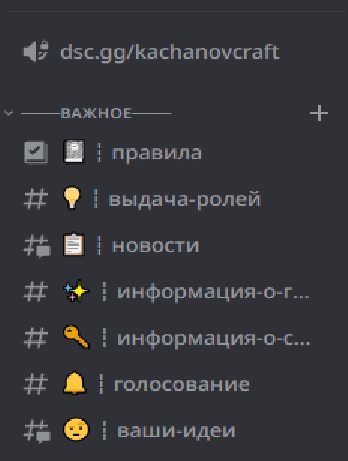 dsc.gg/kachanovcraft
ВАЖНОЕ
правила
выдача-ролей
новости
информация-о-г...
информация-о-с...
голосование
ваши-идеи